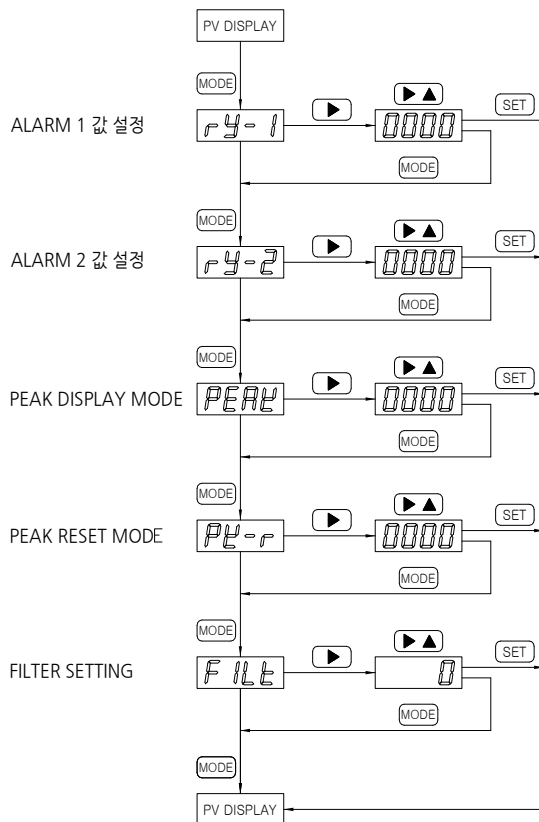 PV DISPLAY
MODE
ALARM 1 값 설정
rY-1
▶
▶▲
0000
SET
MODE
MODE
ALARM 2 값 설정
rY-2
▶
▶▲
0000
SET
MODE
MODE
PEAK DISPLAY MODE
PEAK
▶
▶▲
0000
SET
MODE
MODE
PEAK RESET MODE
PK-r
▶
▶▲
0000
SET
MODE
MODE
FILTER SETTING
FILt
▶
▶▲
0
SET
MODE
MODE
PV DISPLAY